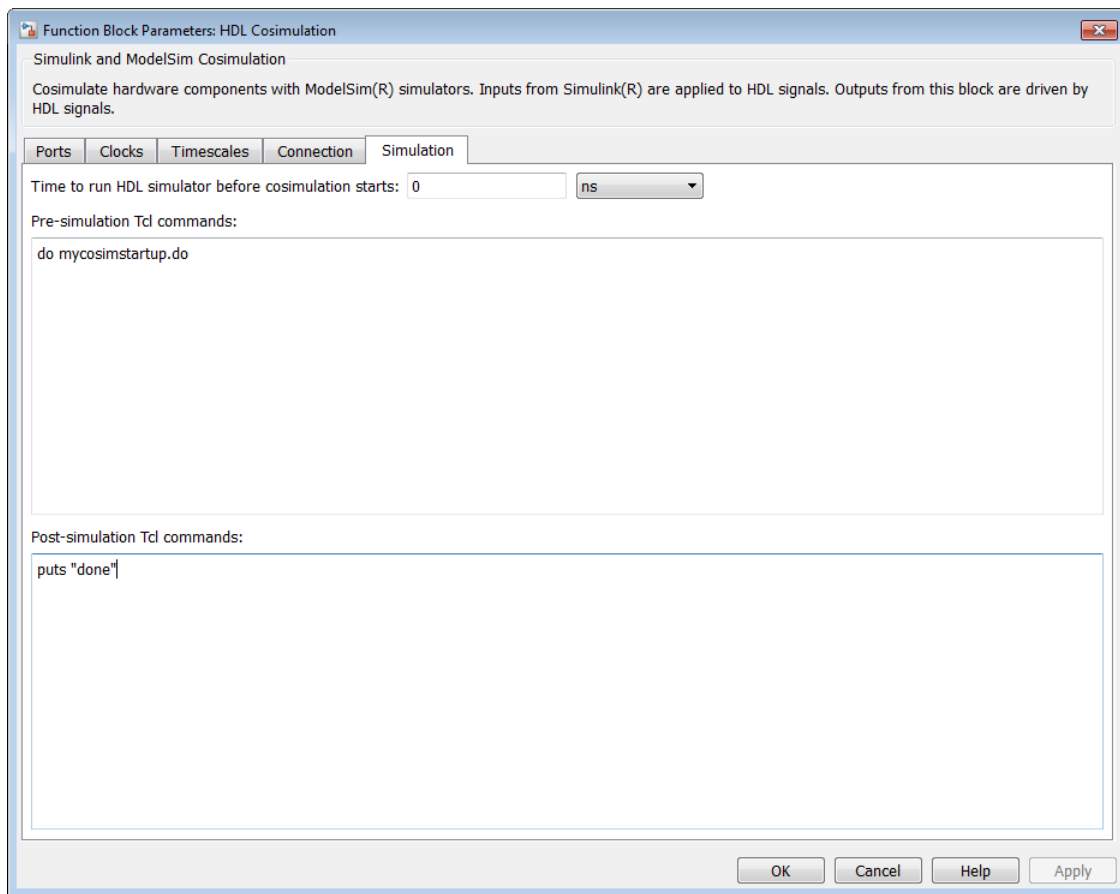 Function Block Parameters: HDL Cosimulation
Simulink and ModelSim Cosimulation
Cosimulate hardware components with ModelSim(R) simulators. Inputs from Simulink(R) are applied to HDL signals. Outputs from this block are driven by
HDL signals.
Ports Clocks Timescales Connection Simulation
Time to run HDL simulator before cosimulation starts: 0 ns
Pre-simulation Tcl commands:
do mycosimstartup.do
Post-simulation Tcl commands:
puts "done"
OK Cancel Help Apply